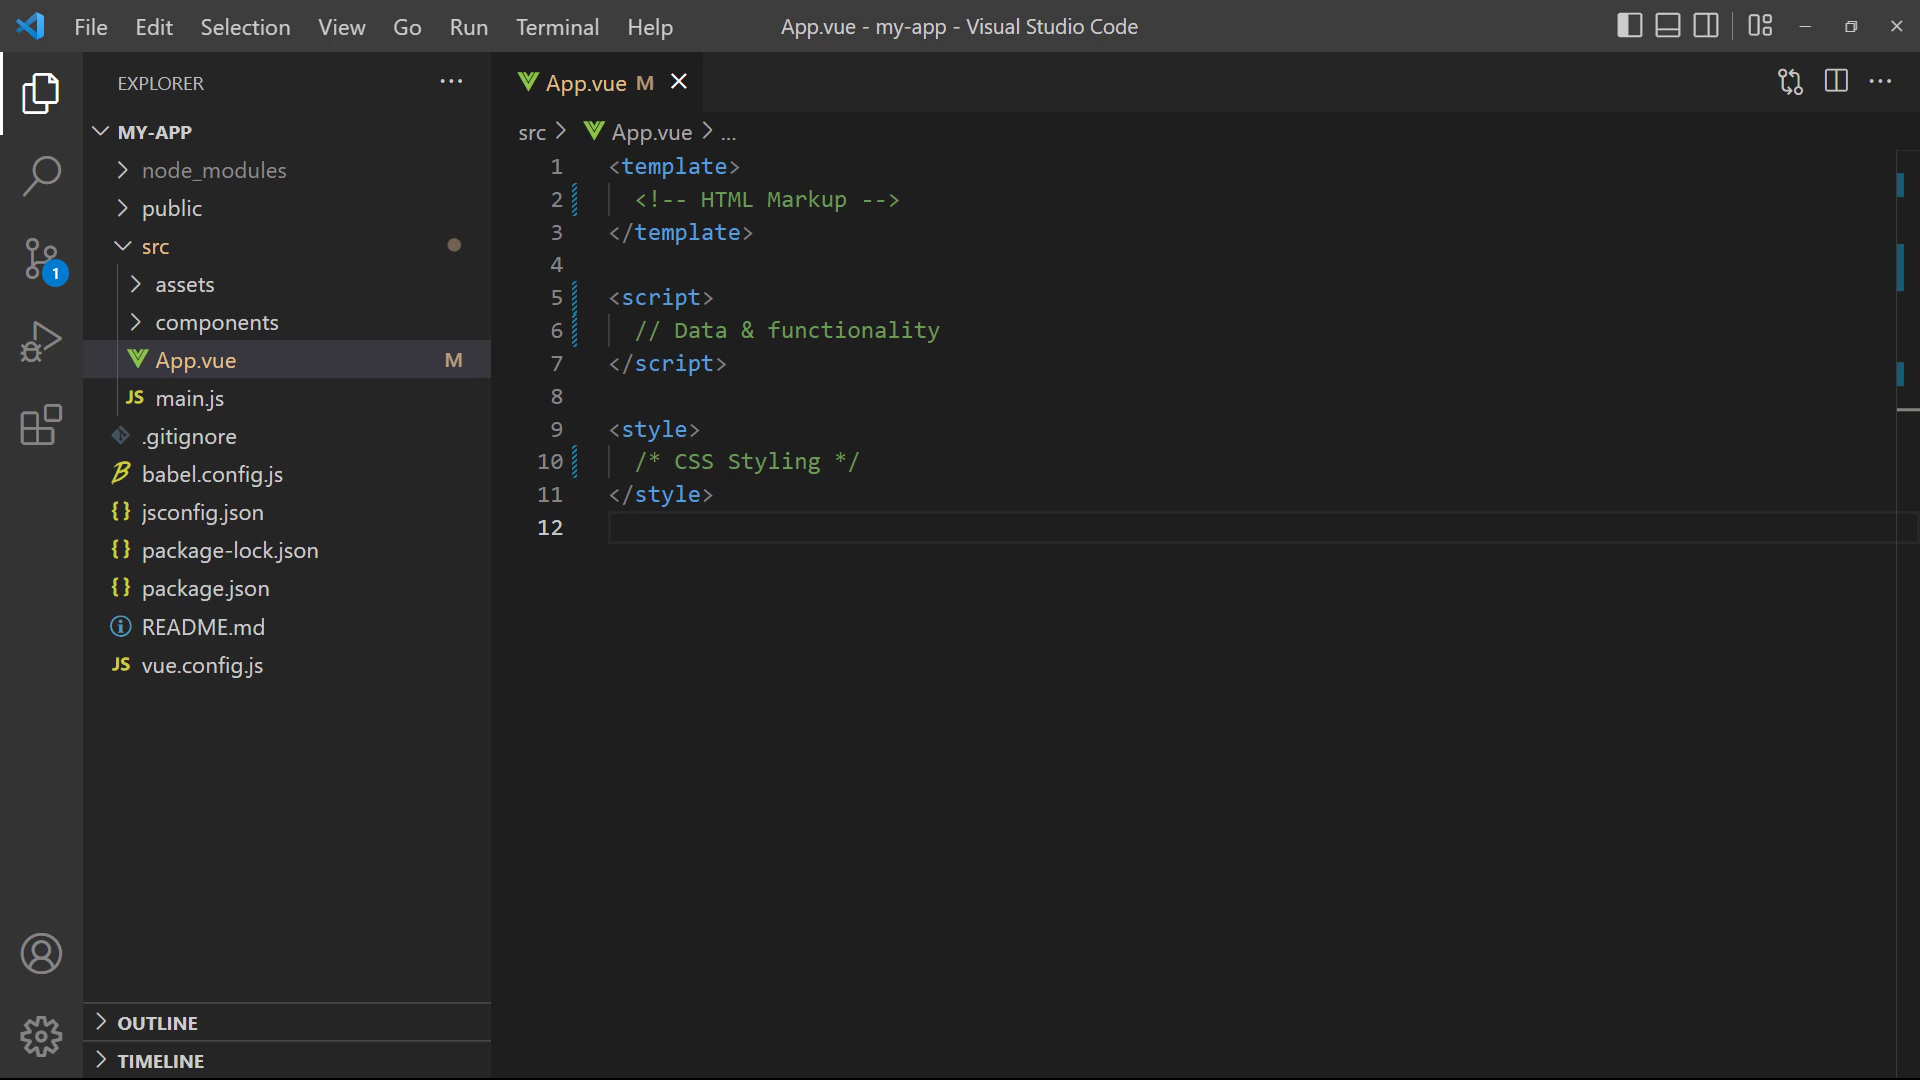 File Edit Selection View Go Run Terminal Help App.vue - my-app - Visual Studio Code
EXPLORER ...
MY-APP
node_modules
public
src
assets
components
App.vue M
JS main.js
.gitignore
babel.config.js
{} jsconfig.json
{} package-lock.json
{} package.json
README.md
JS vue.config.js
OUTLINE
TIMELINE
1
App.vue M
src > App.vue > ...
1 <template>
2 <!-- HTML Markup -->
3 </template>
4
5 <script>
6 // Data & functionality
7 </script>
8
9 <style>
10 /* CSS Styling */
11 </style>
12